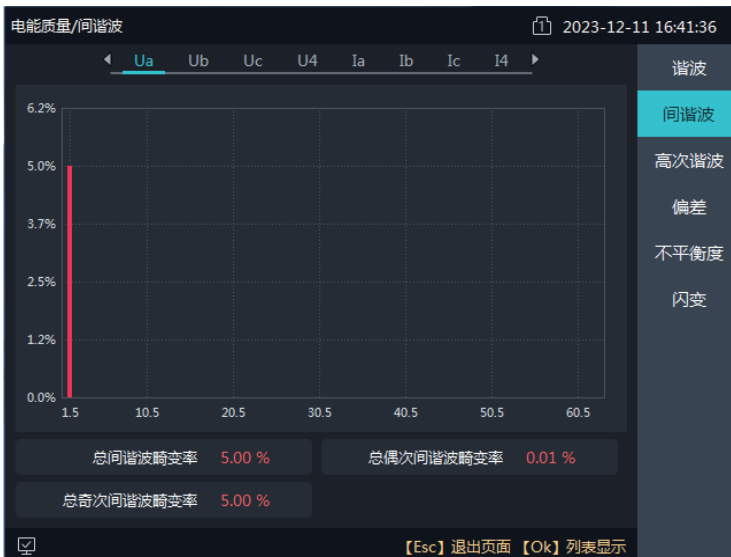 电能质量/间谐波
1 2023-12-11 16:41:36
Ua Ub Uc U4 Ia Ib Ic I4
谐波
间谐波
高次谐波
偏差
不平衡度
闪变
6.2%
5.0%
3.7%
2.5%
1.2%
0.0%
1.5 10.5 20.5 30.5 40.5 50.5 60.5
总间谐波畸变率 5.00 % 总偶次间谐波畸变率 0.01 %
总奇次间谐波畸变率 5.00 %
【Esc】退出页面 【Ok】列表显示